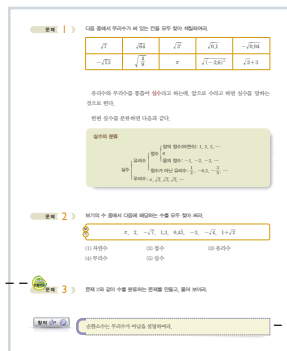 문제 1 다음 중에서 무리수가 써 있는 칸을 모두 찾아 색칠하여라.
√7 √64 √3 √0.1 -√0.04
-√13 √4/9 π √(-3.6)² √2+3
유리수와 무리수를 통틀어 실수라고 하는데, 앞으로 수라고 하면 실수를 말하는
것으로 한다.
한편 실수를 분류하면 다음과 같다.
실수의 분류
양의 정수(자연수): 1, 2, 3, …
정수 0
유리수 음의 정수: -1, -2, -3, …
실수 정수가 아닌 유리수:
무리수: π, √2, √3, √5, …
문제 2 보기의 수 중에서 다음에 해당하는 수를 모두 찾아 써라.
π, 2, -√7, 1.3, -3, -√4, 1+√2
(1) 자연수 (2) 정수 (3) 유리수
(4) 무리수 (5) 실수
문제 3 문제 2와 같이 수를 분류하는 문제를 만들고, 풀어 보아라.
순환소수는 무리수가 아님을 설명하여라.